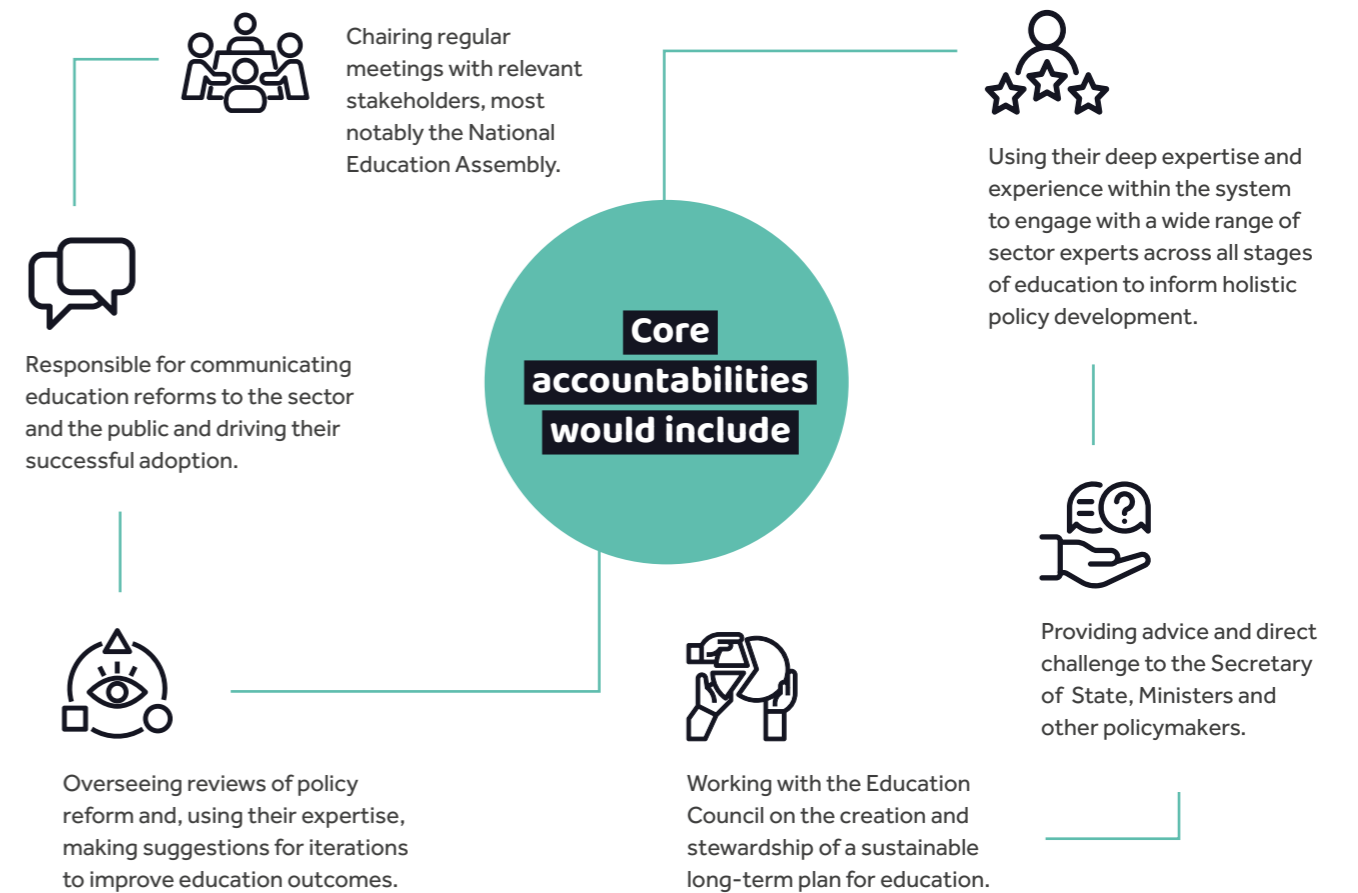 Core
accountabilities
would include
Using their deep expertise and
experience within the system
to engage with a wide range of
sector experts across all stages
of education to inform holistic
policy development.
?
Providing advice and direct
challenge to the Secretary
of State, Ministers and
other policymakers.
Working with the Education
Council on the creation and
stewardship of a sustainable
long-term plan for education.
Overseeing reviews of policy
reform and, using their expertise,
making suggestions for iterations
to improve education outcomes.
Responsible for communicating
education reforms to the sector
and the public and driving their
successful adoption.
Chairing regular
meetings with relevant
stakeholders, most
notably the National
Education Assembly.